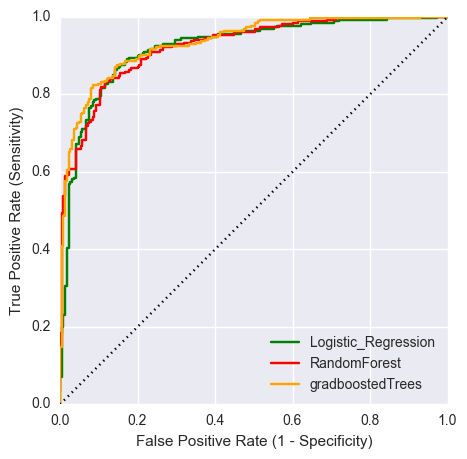 1.0
0.8
0.6
0.4
0.2
0.0
True Positive Rate (Sensitivity)
Logistic_Regression
RandomForest
gradboostedTrees
0.0 0.2 0.4 0.6 0.8 1.0
False Positive Rate (1 - Specificity)